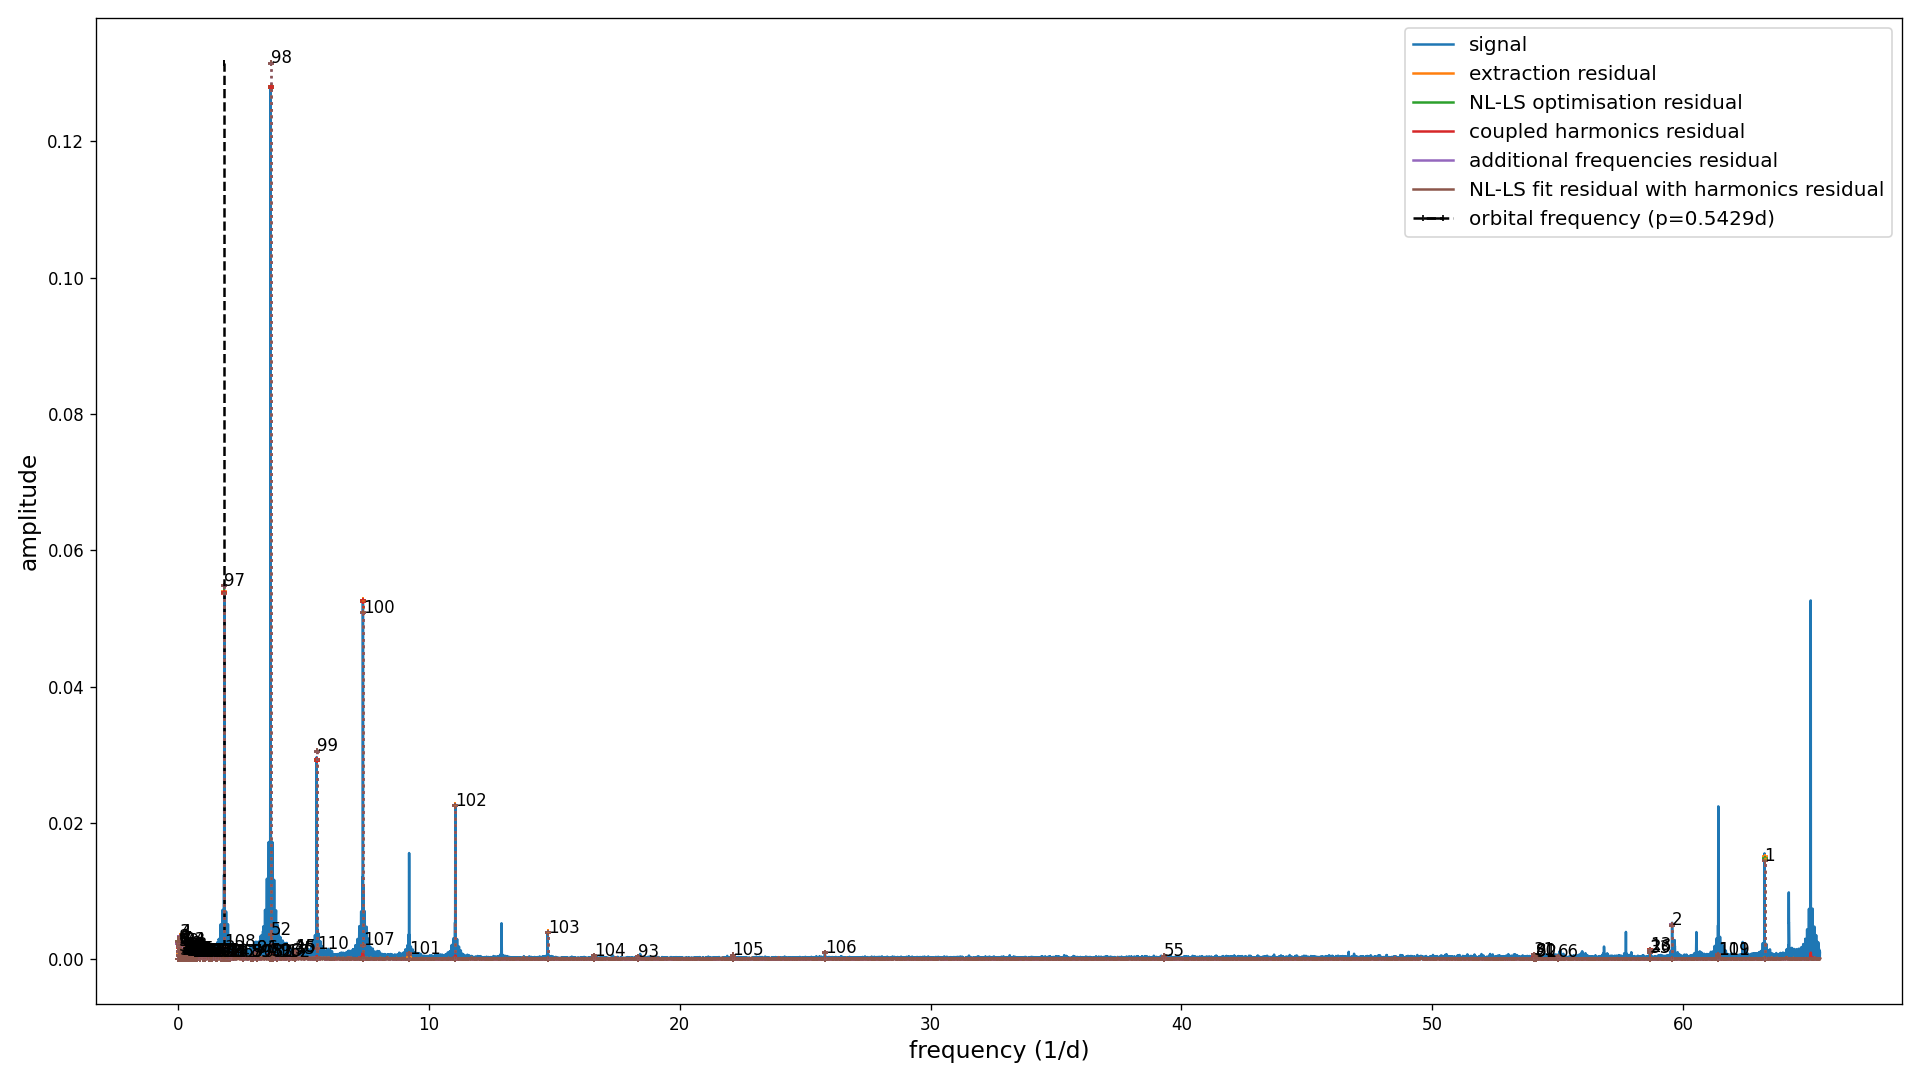 signal
extraction residual
NL-LS optimisation residual
coupled harmonics residual
additional frequencies residual
NL-LS fit residual with harmonics residual
orbital frequency (p=0.5429d)
98
97
100
99
102
1
2
52
103
108
110
107
101
104
93
105
106
55
66
0.12
0.10
0.08
0.06
0.04
0.02
0.00
amplitude
0 10 20 30 40 50 60
frequency (1/d)